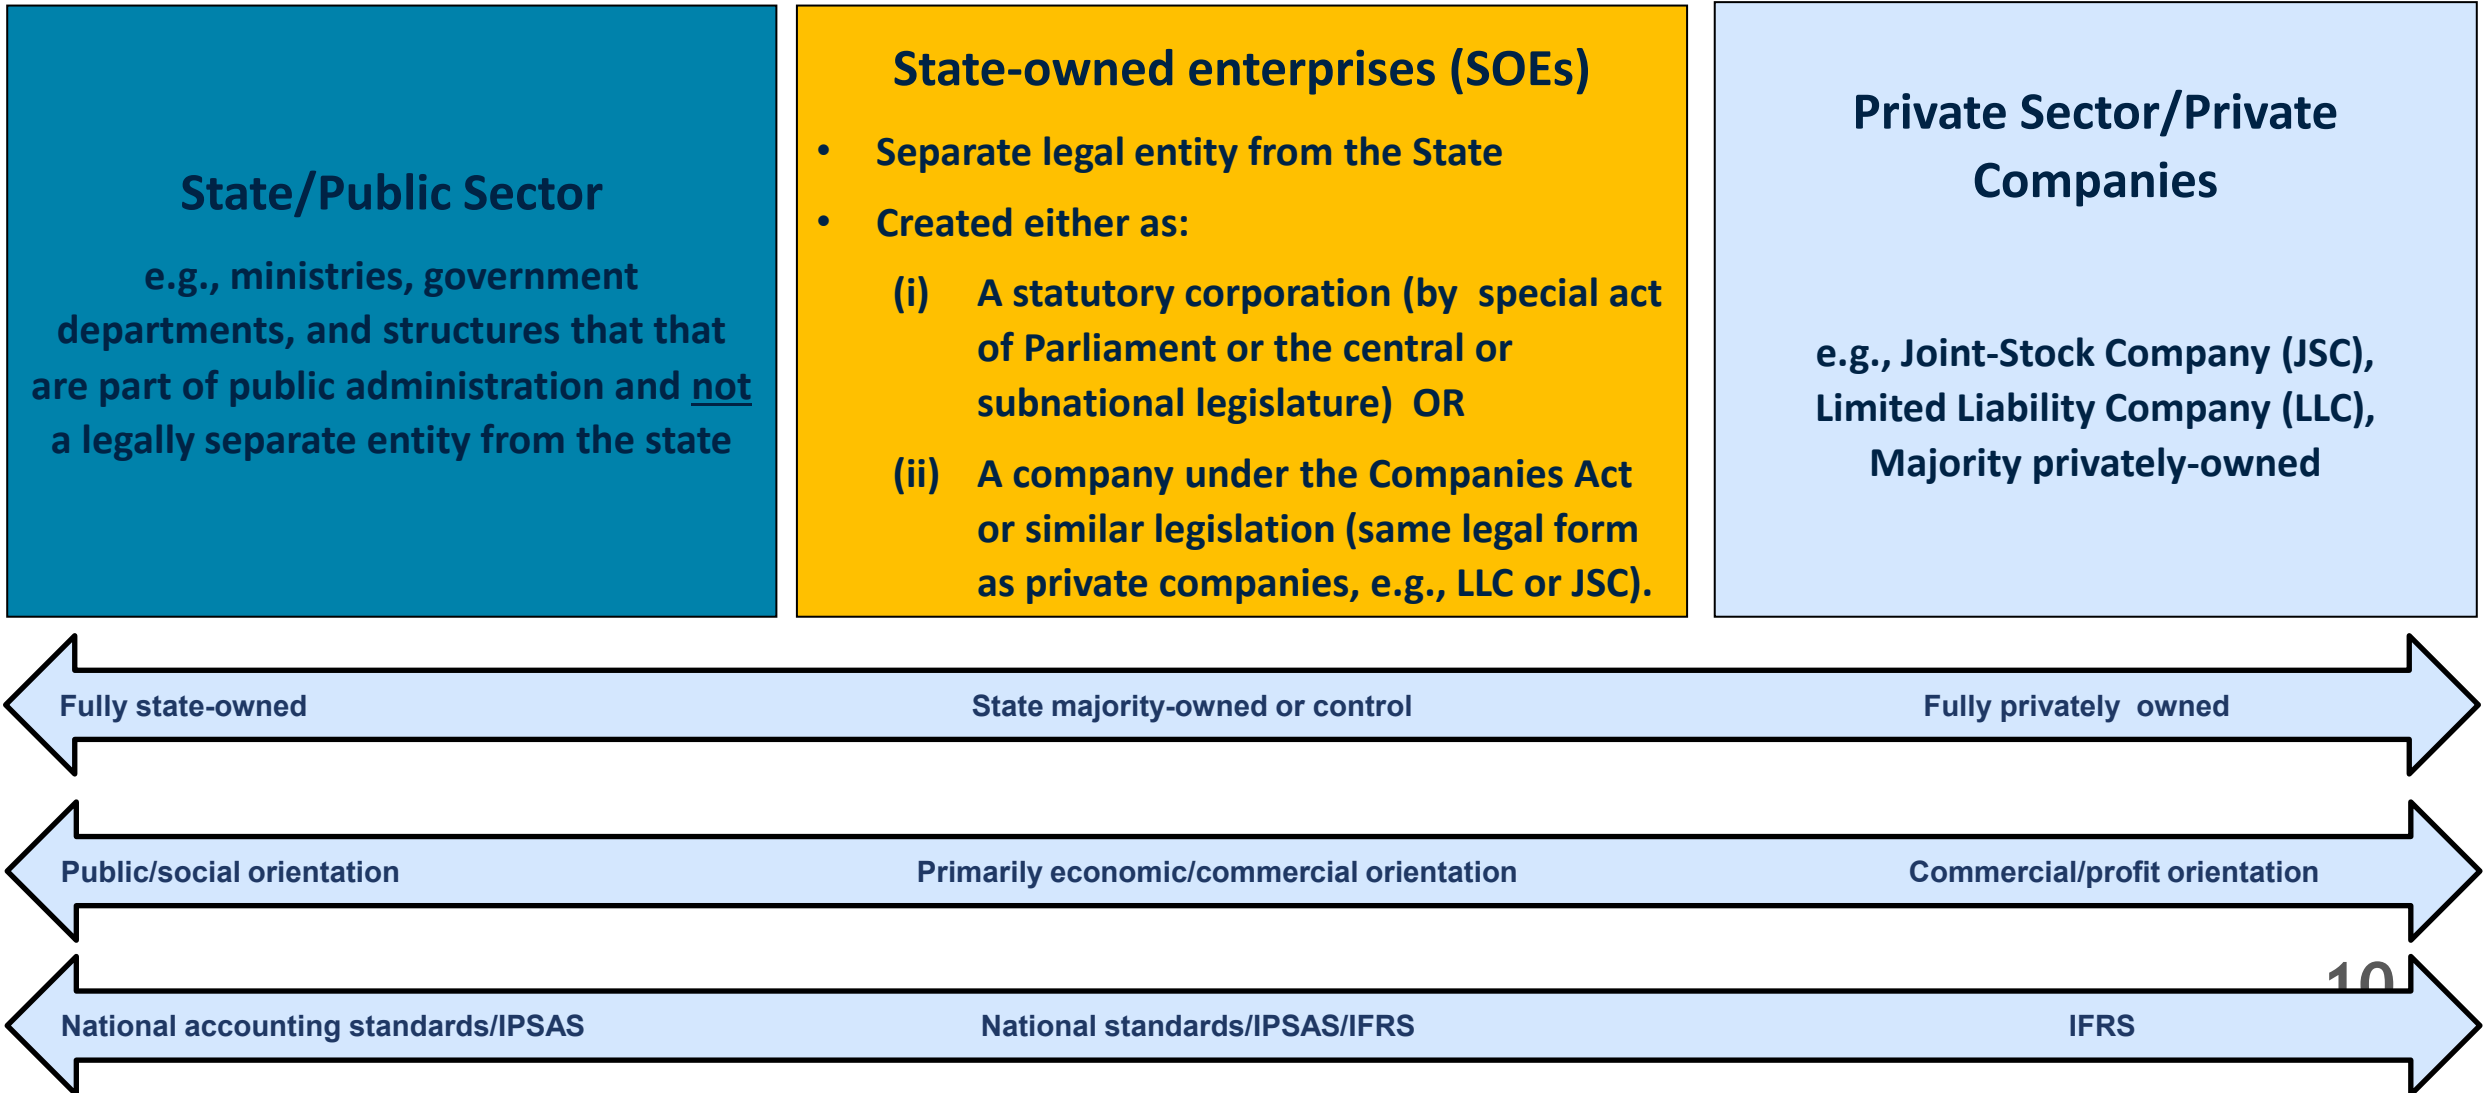 State/Public Sector
e.g., ministries, government
departments, and structures that that
are part of public administration and not
a legally separate entity from the state
State-owned enterprises (SOEs)
• Separate legal entity from the State
• Created either as:
(i) A statutory corporation (by special act
of Parliament or the central or
subnational legislature) OR
(ii) A company under the Companies Act
or similar legislation (same legal form
as private companies, e.g., LLC or JSC).
Private Sector/Private
Companies
e.g., Joint-Stock Company (JSC),
Limited Liability Company (LLC),
Majority privately-owned
Fully state-owned State majority-owned or control Fully privately owned
Public/social orientation Primarily economic/commercial orientation Commercial/profit orientation
10
National accounting standards/IPSAS National standards/IPSAS/IFRS IFRS